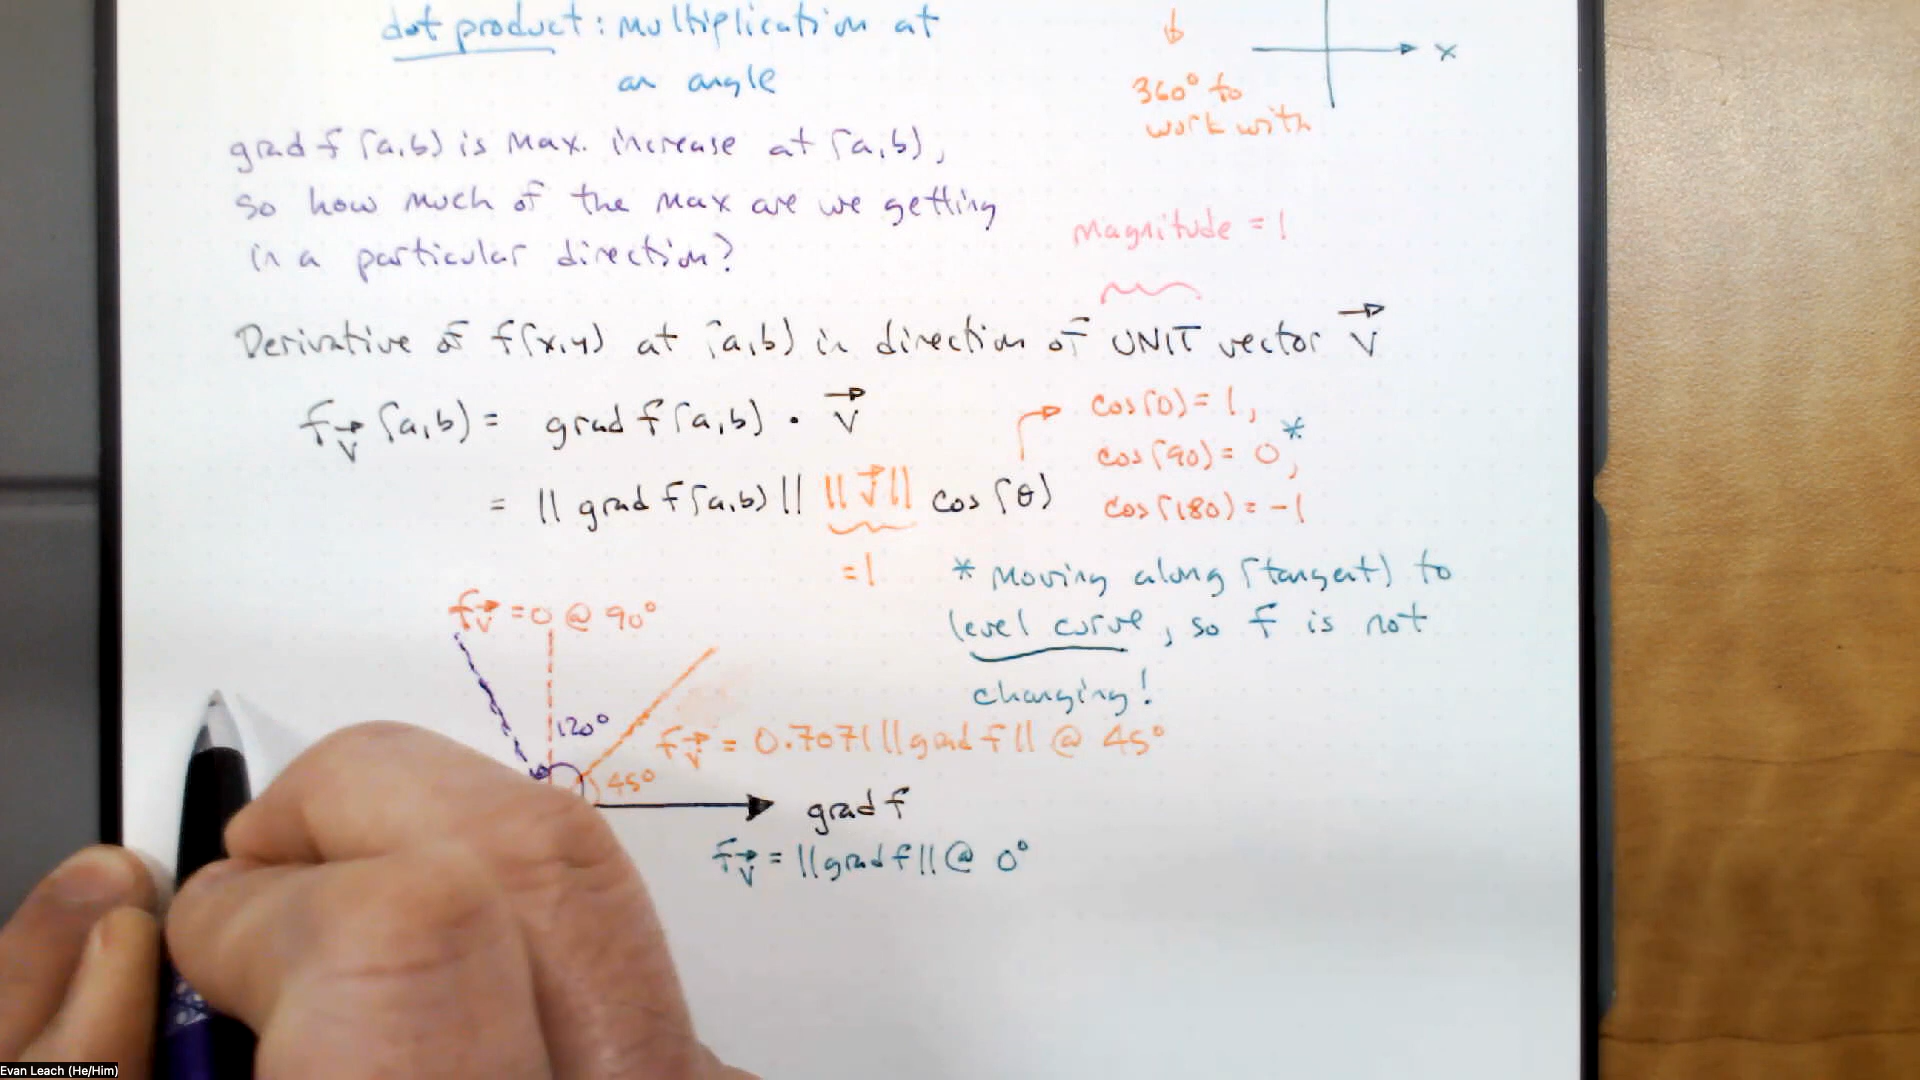 dot product: multiplication at
an angle
x
360° to
work with
grad f(a,b) is max. increase at (a,b),
so how much of the max are we getting
in a particular direction?
magnitude = 1
Derivative of f(x,y) at (a,b) in direction of UNIT vector v⃗
f_v⃗ (a,b) = grad f(a,b) · v⃗
= || grad f(a,b) || ||v⃗|| cos(θ)
= 1
cos(0) = 1,
cos(90) = 0,*
cos(180) = -1
* moving along (tangent) to
level curve, so f is not
changing!
f_v⃗ = 0 @ 90°
120°
45°
f_v⃗ = 0.7071 ||grad f|| @ 45°
grad f
f_v⃗ = ||grad f|| @ 0°
Evan Leach (He/Him)